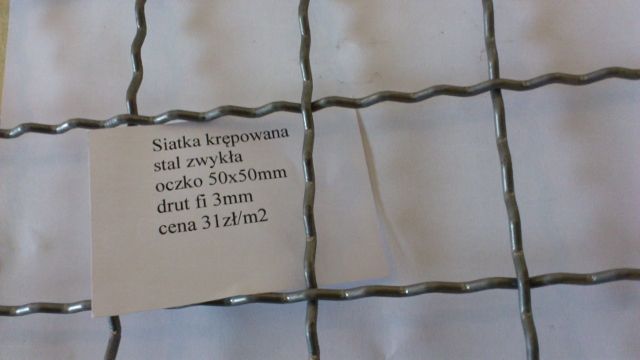 Siatka krępowana
stal zwykła
oczko 50x50mm
drut fi 3mm
cena 31zł/m2